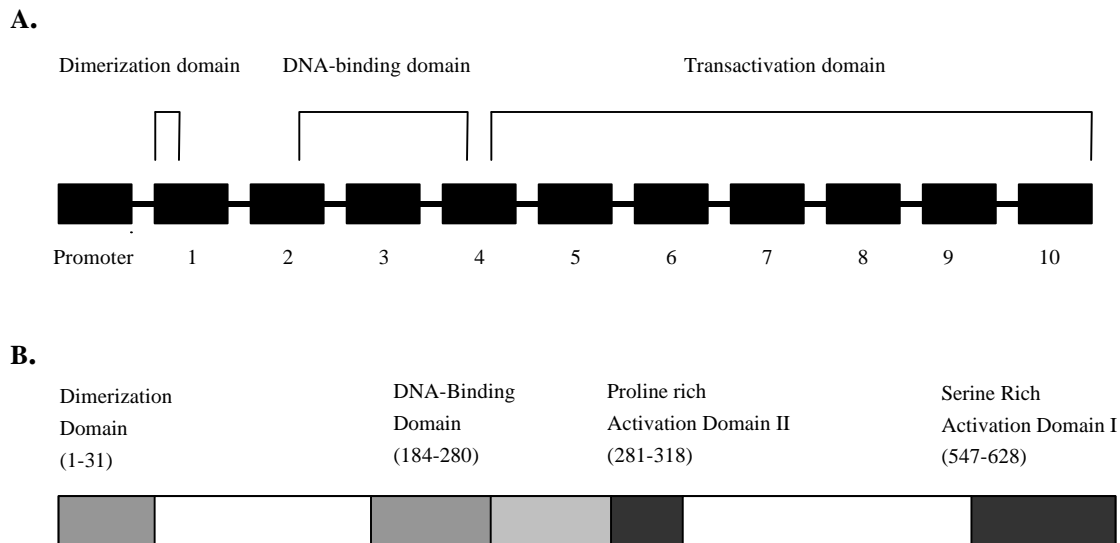 A.
Dimerization domain DNA-binding domain Transactivation domain
Promoter 1 2 3 4 5 6 7 8 9 10
B.
Dimerization
Domain
(1-31)
DNA-Binding
Domain
(184-280)
Proline rich
Activation Domain II
(281-318)
Serine Rich
Activation Domain I
(547-628)